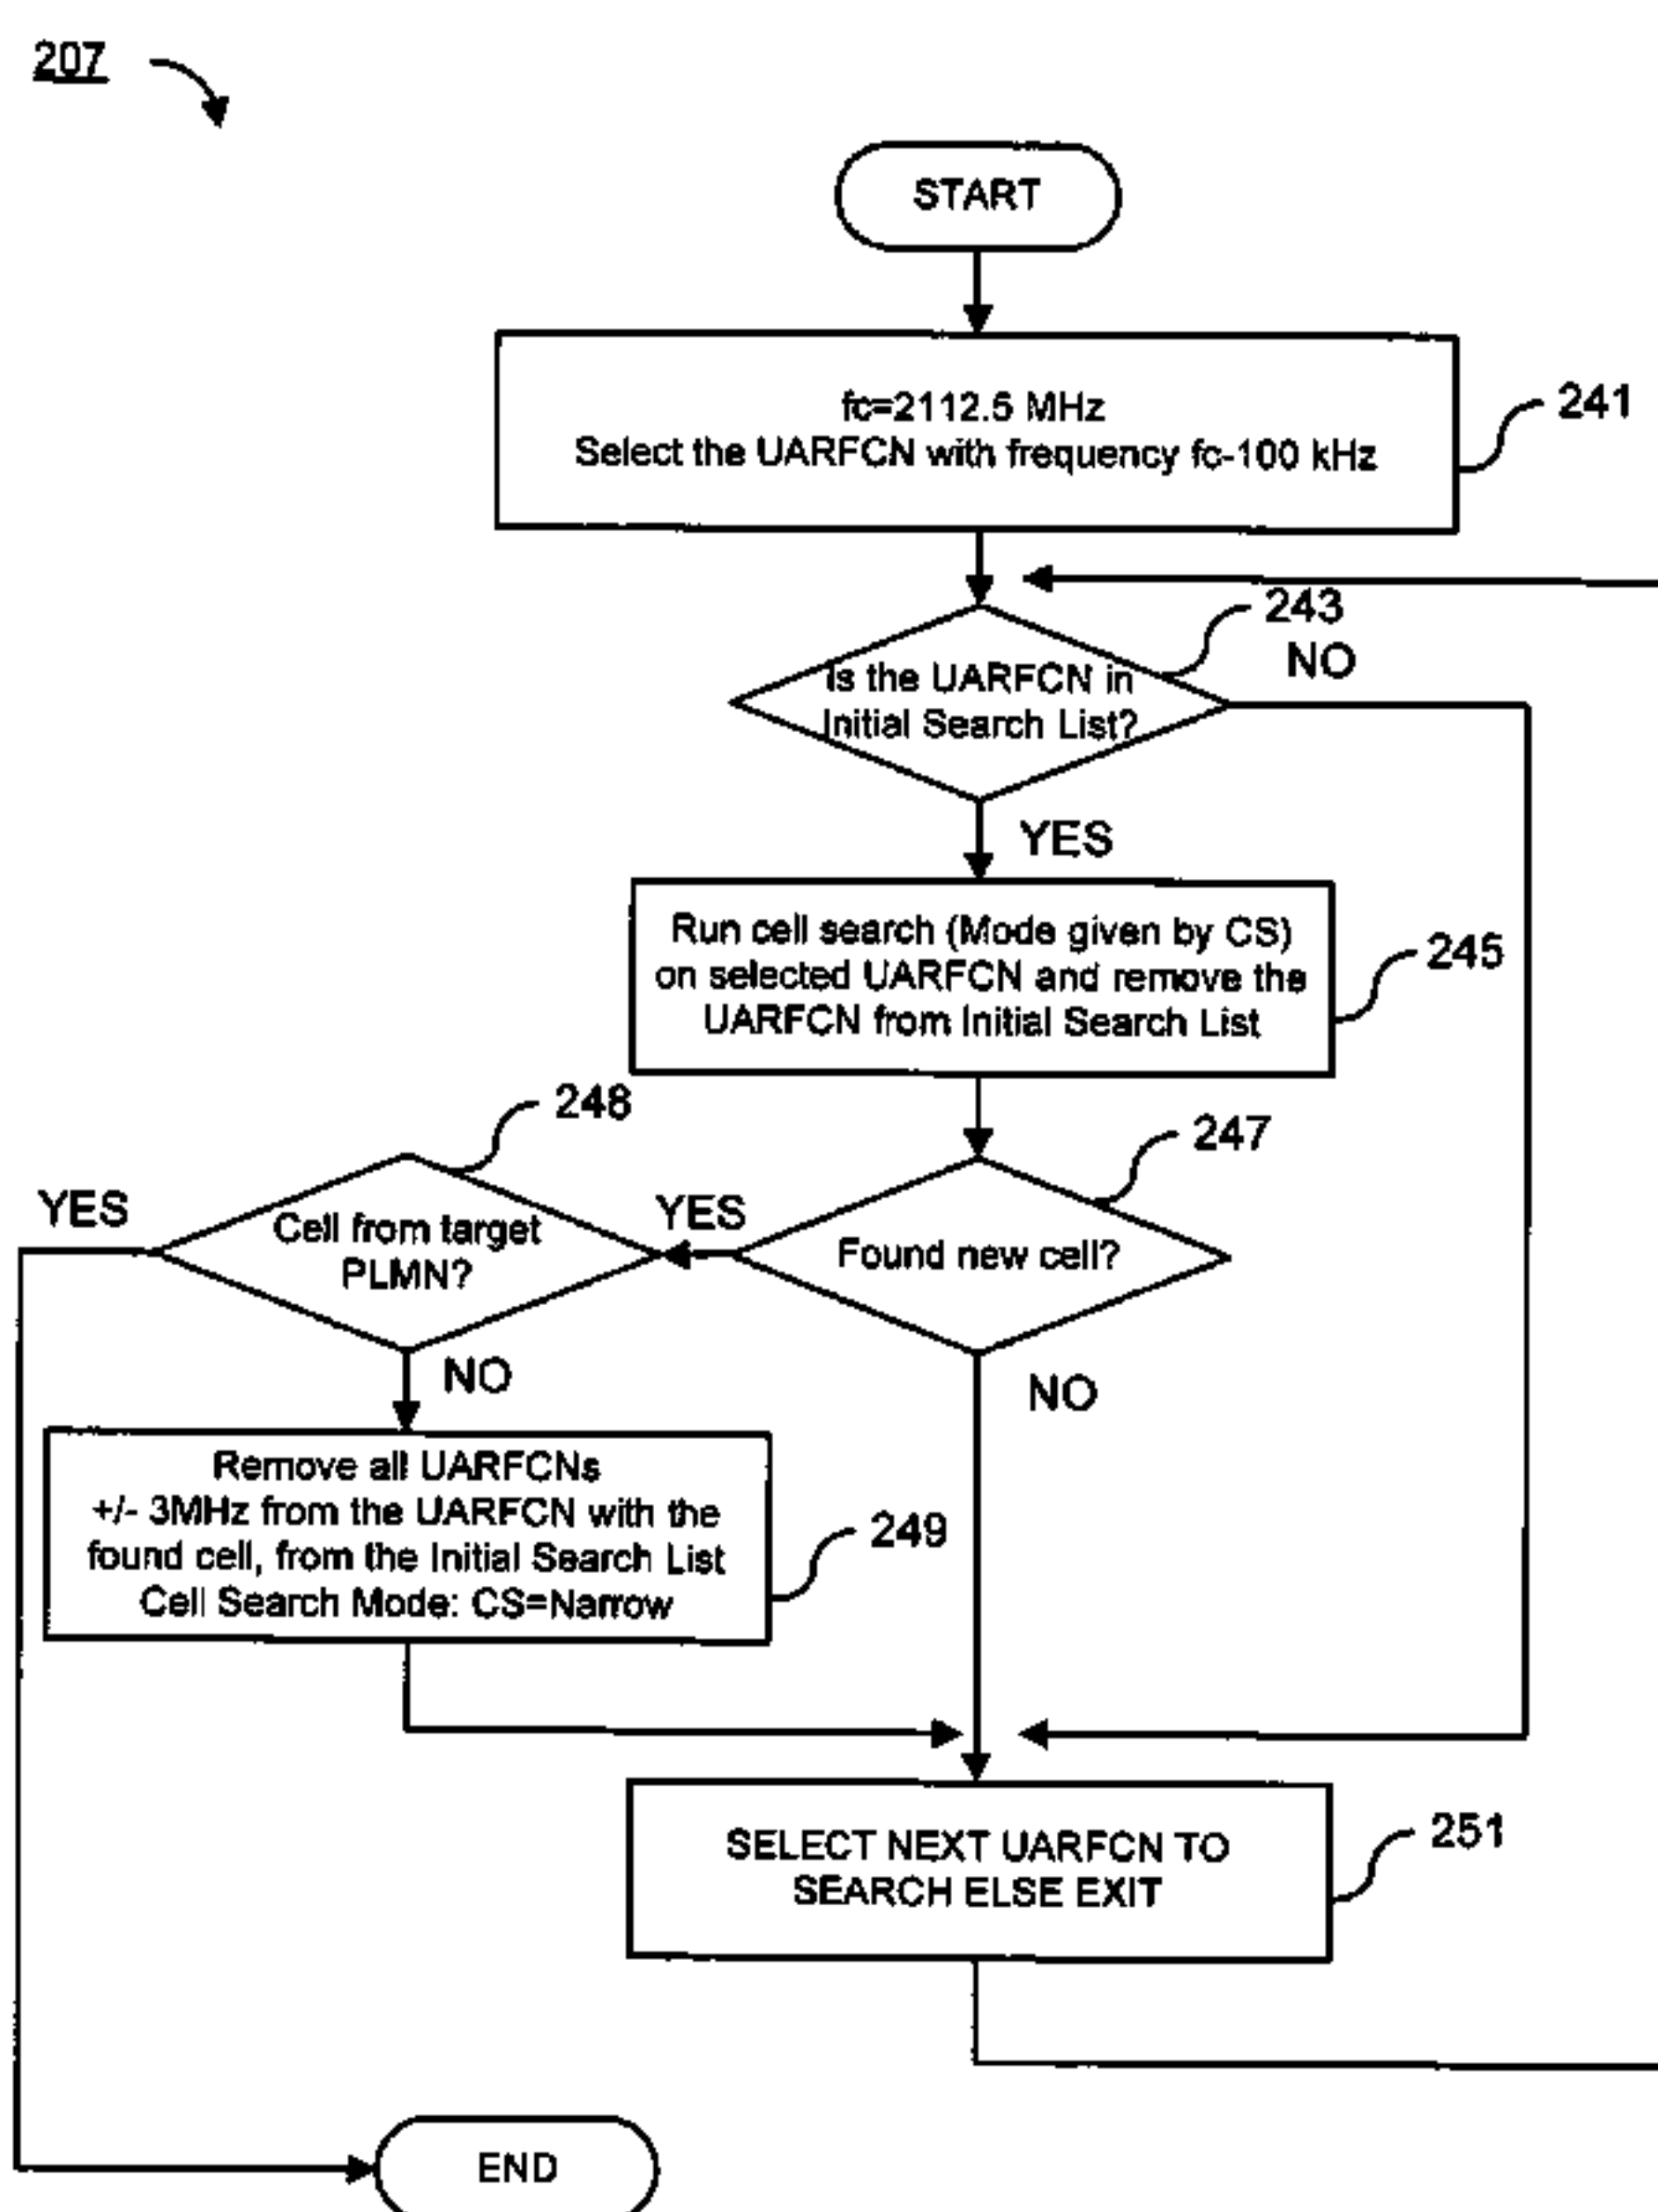 207
START
fc=2112.5 MHz
Select the UARFCN with frequency fc-100 kHz
241
243
NO
Is the UARFCN in
Initial Search List?
YES
Run cell search (Mode given by CS)
on selected UARFCN and remove the
UARFCN from Initial Search List
245
248
247
YES
Cell from target
PLMN?
YES
Found new cell?
NO
NO
Remove all UARFCNs
+/- 3MHz from the UARFCN with the
found cell, from the Initial Search List
Cell Search Mode: CS=Narrow
249
SELECT NEXT UARFCN TO
SEARCH ELSE EXIT
251
END